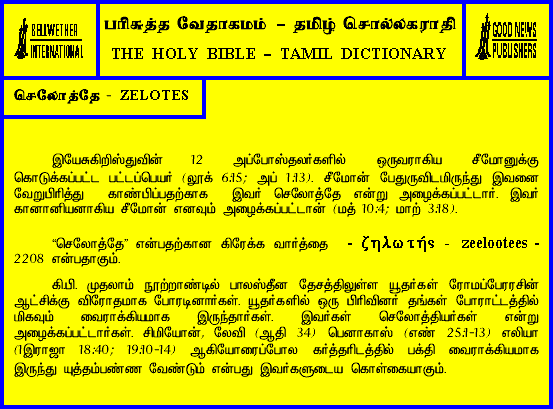 BELLWETHER
INTERNATIONAL
பரிசுத்த வேதாகமம் – தமிழ் சொல்லகராதி
THE HOLY BIBLE – TAMIL DICTIONARY
GOOD NEWS
PUBLISHERS
செலோத்தே - ZELOTES
இயேசுகிறிஸ்துவின் 12 அப்போஸ்தலர்களில் ஒருவராகிய சீமோனுக்கு
கொடுக்கப்பட்ட பட்டப்பெயர் (லூக் 6:15; அப் 1:13). சீமோன் பேதுருவிடமிருந்து இவனை
வேறுபிரித்து காண்பிப்பதற்காக இவர் செலோத்தே என்று அழைக்கப்பட்டார். இவர்
கானானியனாகிய சீமோன் எனவும் அழைக்கப்பட்டான் (மத் 10:4; மாற் 3:18).
“செலோத்தே” என்பதற்கான கிரேக்க வார்த்தை - ζηλωτής - zeelootees -
2208 என்பதாகும்.
கி.பி. முதலாம் நூற்றாண்டில் பாலஸ்தீன தேசத்திலுள்ள யூதர்கள் ரோமப்பேரரசின்
ஆட்சிக்கு விரோதமாக போராடினார்கள். யூதர்களில் ஒரு பிரிவினர் தங்கள் போராட்டத்தில்
மிகவும் வைராக்கியமாக இருந்தார்கள். இவர்கள் செலோத்தியர்கள் என்று
அழைக்கப்பட்டார்கள். சிமியோன், லேவி (ஆதி 34) பெனாகாஸ் (எண் 25:1-13) எலியா
(1இராஜா 18:40; 19:10-14) ஆகியோரைப்போல கர்த்தரிடத்தில் பக்தி வைராக்கியமாக
இருந்து யுத்தம்பண்ண வேண்டும் என்பது இவர்களுடைய கொள்கையாகும்.